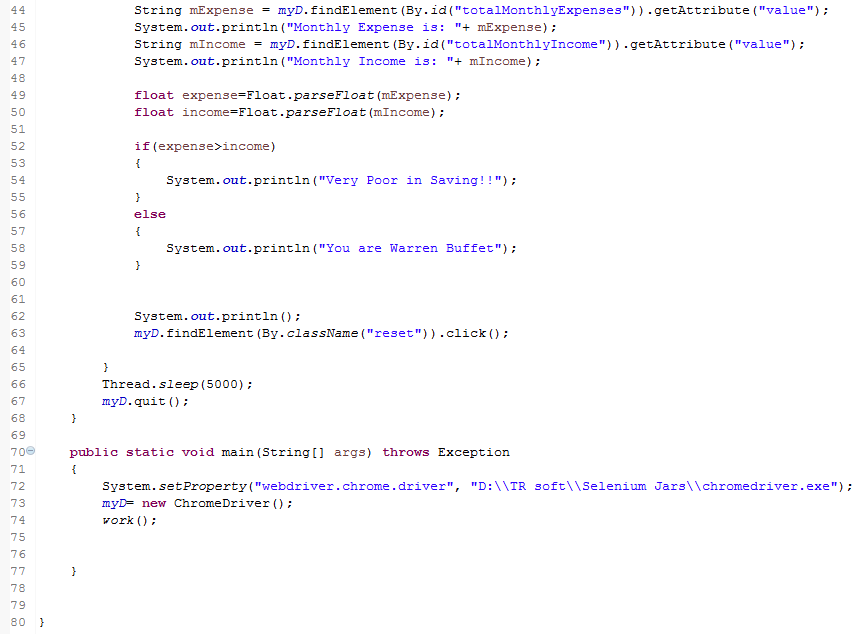 44 String mExpense = myD.findElement(By.id("totalMonthlyExpenses")).getAttribute("value");
45 System.out.println("Monthly Expense is: "+ mExpense);
46 String mIncome = myD.findElement(By.id("totalMonthlyIncome")).getAttribute("value");
47 System.out.println("Monthly Income is: "+ mIncome);
48
49 float expense=Float.parseFloat(mExpense);
50 float income=Float.parseFloat(mIncome);
51
52 if(expense>income)
53 {
54 System.out.println("Very Poor in Saving!!");
55 }
56 else
57 {
58 System.out.println("You are Warren Buffet");
59 }
60
61
62 System.out.println();
63 myD.findElement(By.className("reset")).click();
64
65 }
66 Thread.sleep(5000);
67 myD.quit();
68 }
69
70 public static void main(String[] args) throws Exception
71 {
72 System.setProperty("webdriver.chrome.driver", "D:\\TR soft\\Selenium Jars\\chromedriver.exe");
73 myD= new ChromeDriver();
74 work();
75
76
77 }
78
79
80 }